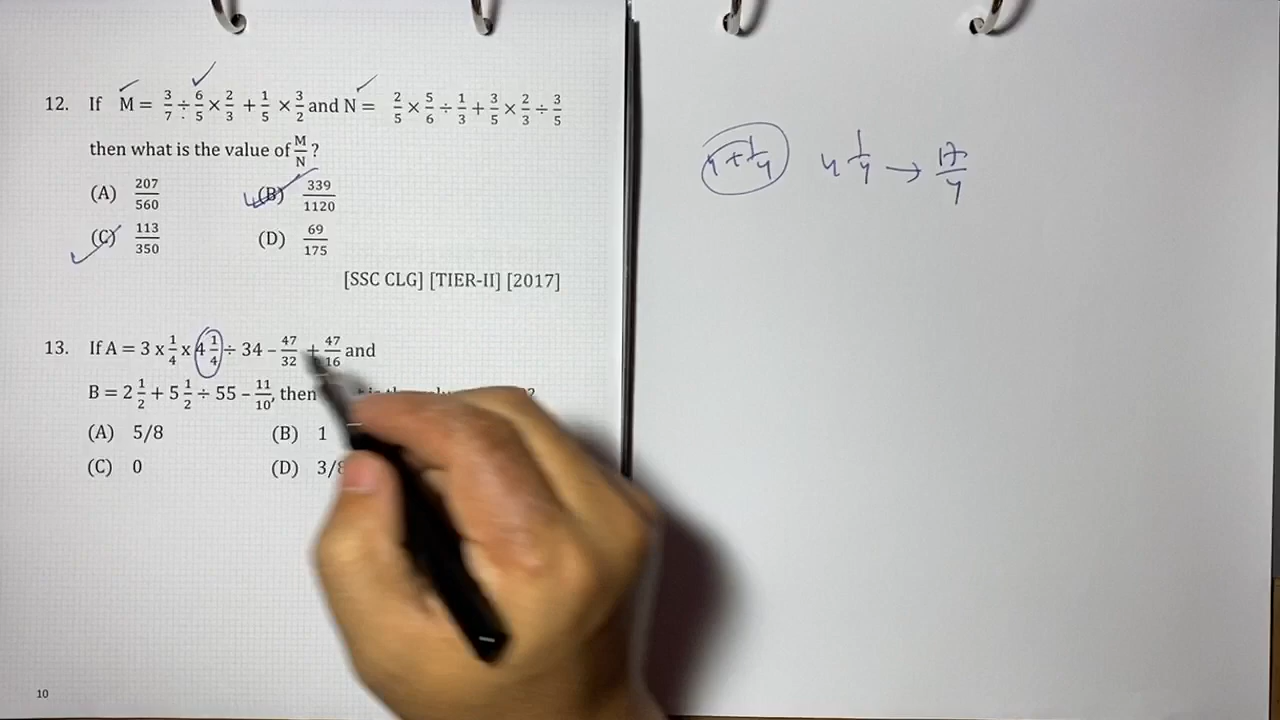 12. If M = 3/7 ÷ 6/5 × 2/3 + 1/5 × 3/2 and N = 2/5 × 5/6 ÷ 1/3 + 3/5 × 2/3 ÷ 3/5
then what is the value of M/N ?
(A) 207/560 (B) 339/1120
(C) 113/350 (D) 69/175
[SSC CLG] [TIER-II] [2017]
13. If A = 3 x 1/4 x 4 1/4 ÷ 34 − 47/32 + 47/16 and
B = 2 1/2 + 5 1/2 ÷ 55 − 11/10, then
(A) 5/8 (B) 1
(C) 0 (D) 3/8
10
4 + 1/4 4 1/4 → 17/4